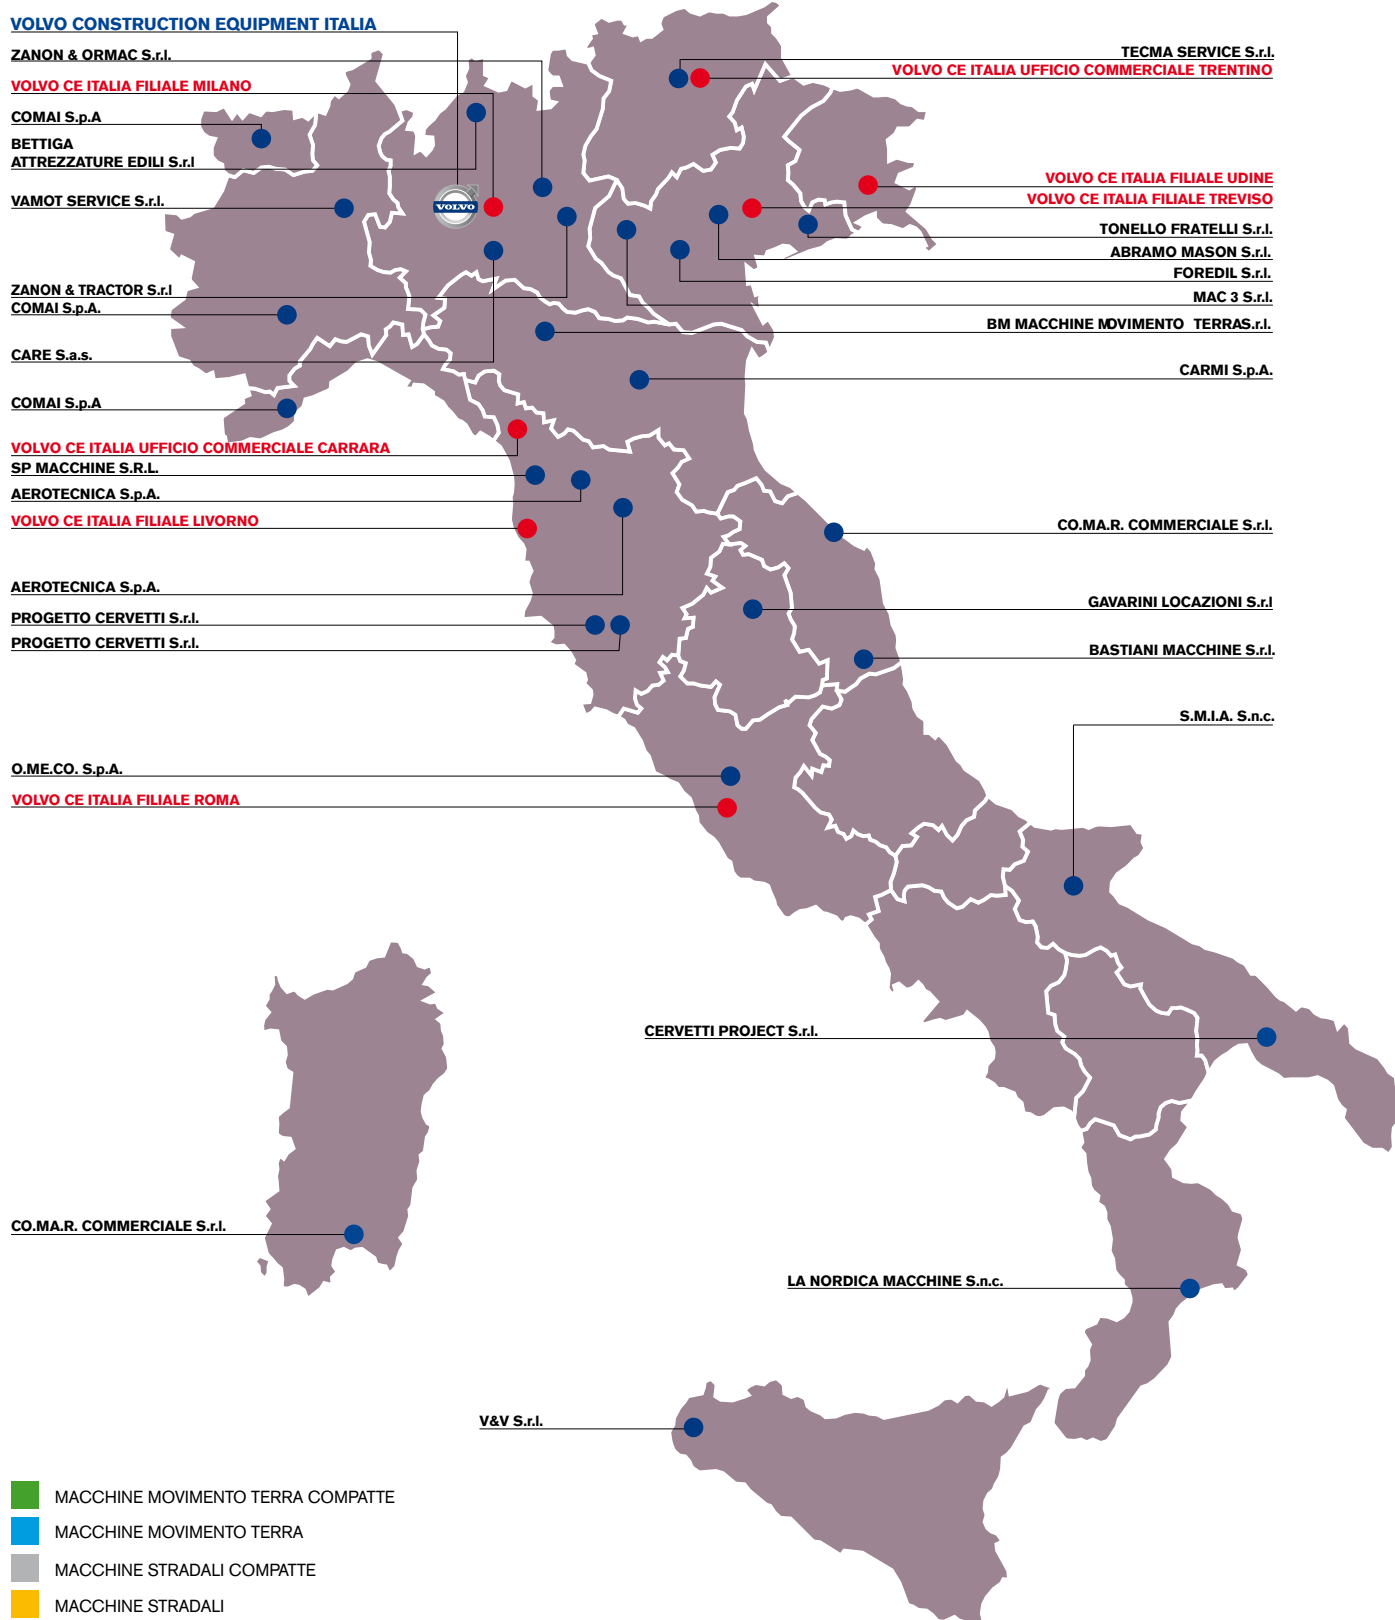 VOLVO CONSTRUCTION EQUIPMENT ITALIA
ZANON & ORMAC S.r.l.
VOLVO CE ITALIA FILIALE MILANO
COMAI S.p.A
BETTIGA
ATTREZZATURE EDILI S.r.l
VAMOT SERVICE S.r.l.
VOLVO
ZANON & TRACTOR S.r.l
COMAI S.p.A.
CARE S.a.s.
COMAI S.p.A
VOLVO CE ITALIA UFFICIO COMMERCIALE CARRARA
SP MACCHINE S.R.L.
AEROTECNICA S.p.A.
VOLVO CE ITALIA FILIALE LIVORNO
AEROTECNICA S.p.A.
PROGETTO CERVETTI S.r.l.
PROGETTO CERVETTI S.r.l.
O.ME.CO. S.p.A.
VOLVO CE ITALIA FILIALE ROMA
TECMA SERVICE S.r.l.
VOLVO CE ITALIA UFFICIO COMMERCIALE TRENTINO
VOLVO CE ITALIA FILIALE UDINE
VOLVO CE ITALIA FILIALE TREVISO
TONELLO FRATELLI S.r.l.
ABRAMO MASON S.r.l.
FOREDIL S.r.l.
MAC 3 S.r.l.
BM MACCHINE MOVIMENTO TERRAS.r.l.
CARMI S.p.A.
CO.MA.R. COMMERCIALE S.r.l.
GAVARINI LOCAZIONI S.r.l
BASTIANI MACCHINE S.r.l.
S.M.I.A. S.n.c.
CERVETTI PROJECT S.r.l.
CO.MA.R. COMMERCIALE S.r.l.
LA NORDICA MACCHINE S.n.c.
V&V S.r.l.
MACCHINE MOVIMENTO TERRA COMPATTE
MACCHINE MOVIMENTO TERRA
MACCHINE STRADALI COMPATTE
MACCHINE STRADALI